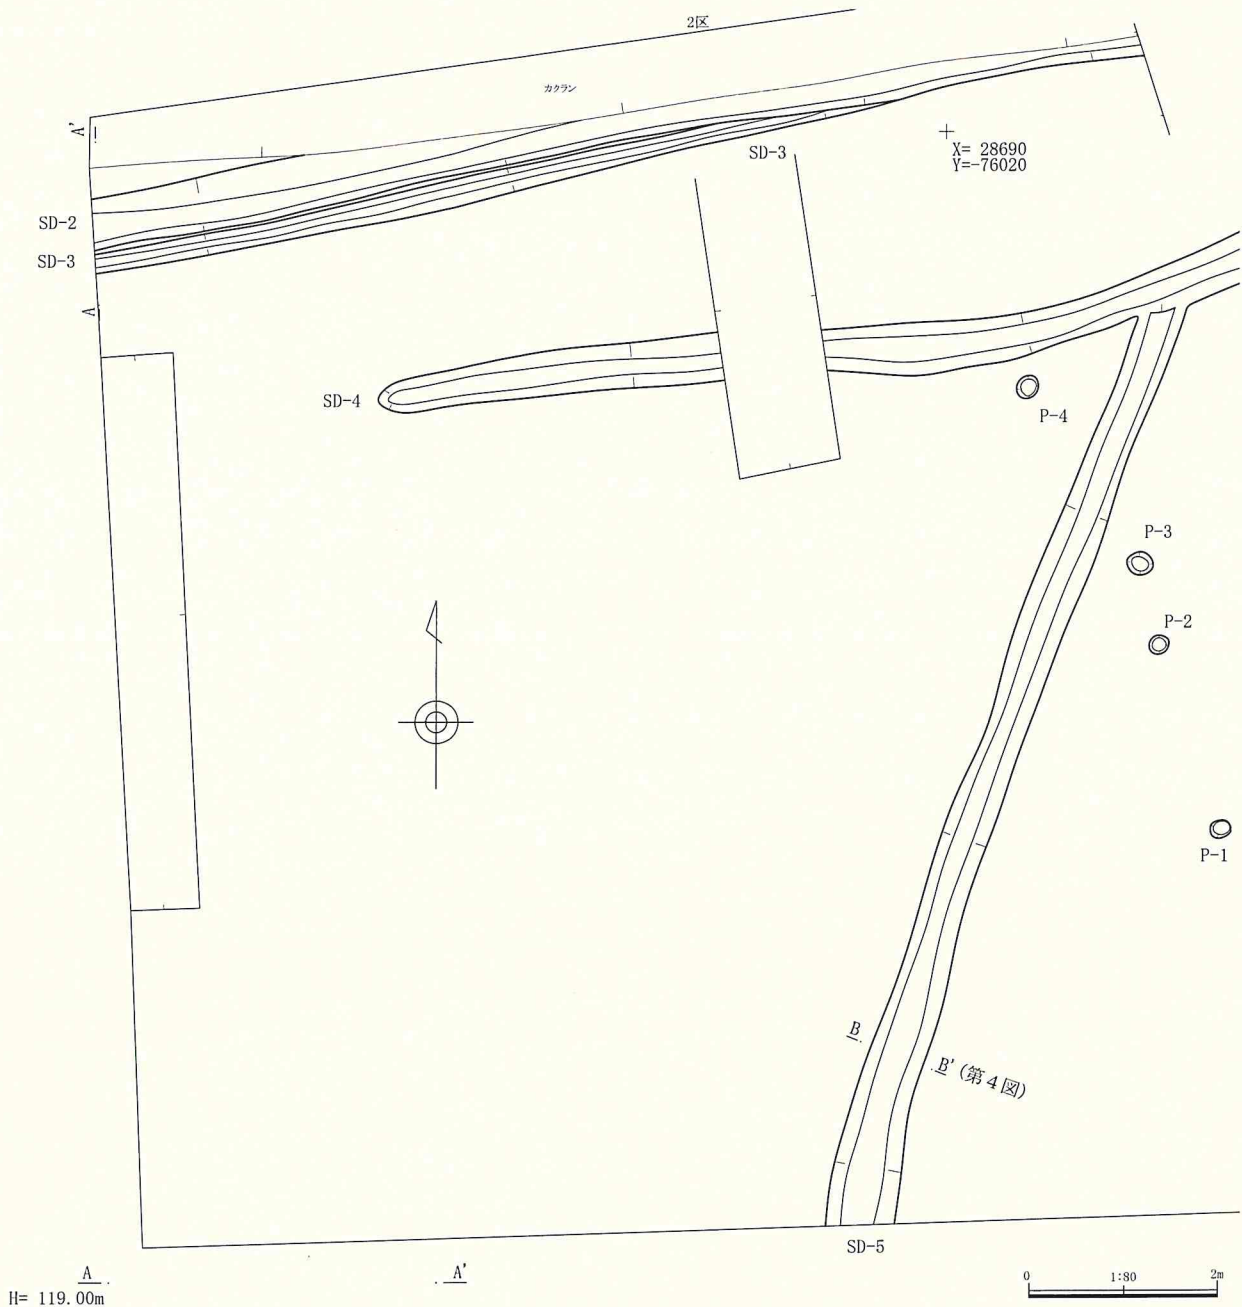 2区
カクラン
A'
SD-3
X= 28690
Y=-76020
SD-2
SD-3
A
SD-4
P-4
P-3
P-2
P-1
B
B' (第4図)
SD-5
A
A'
H= 119.00m
0
1:80
2m